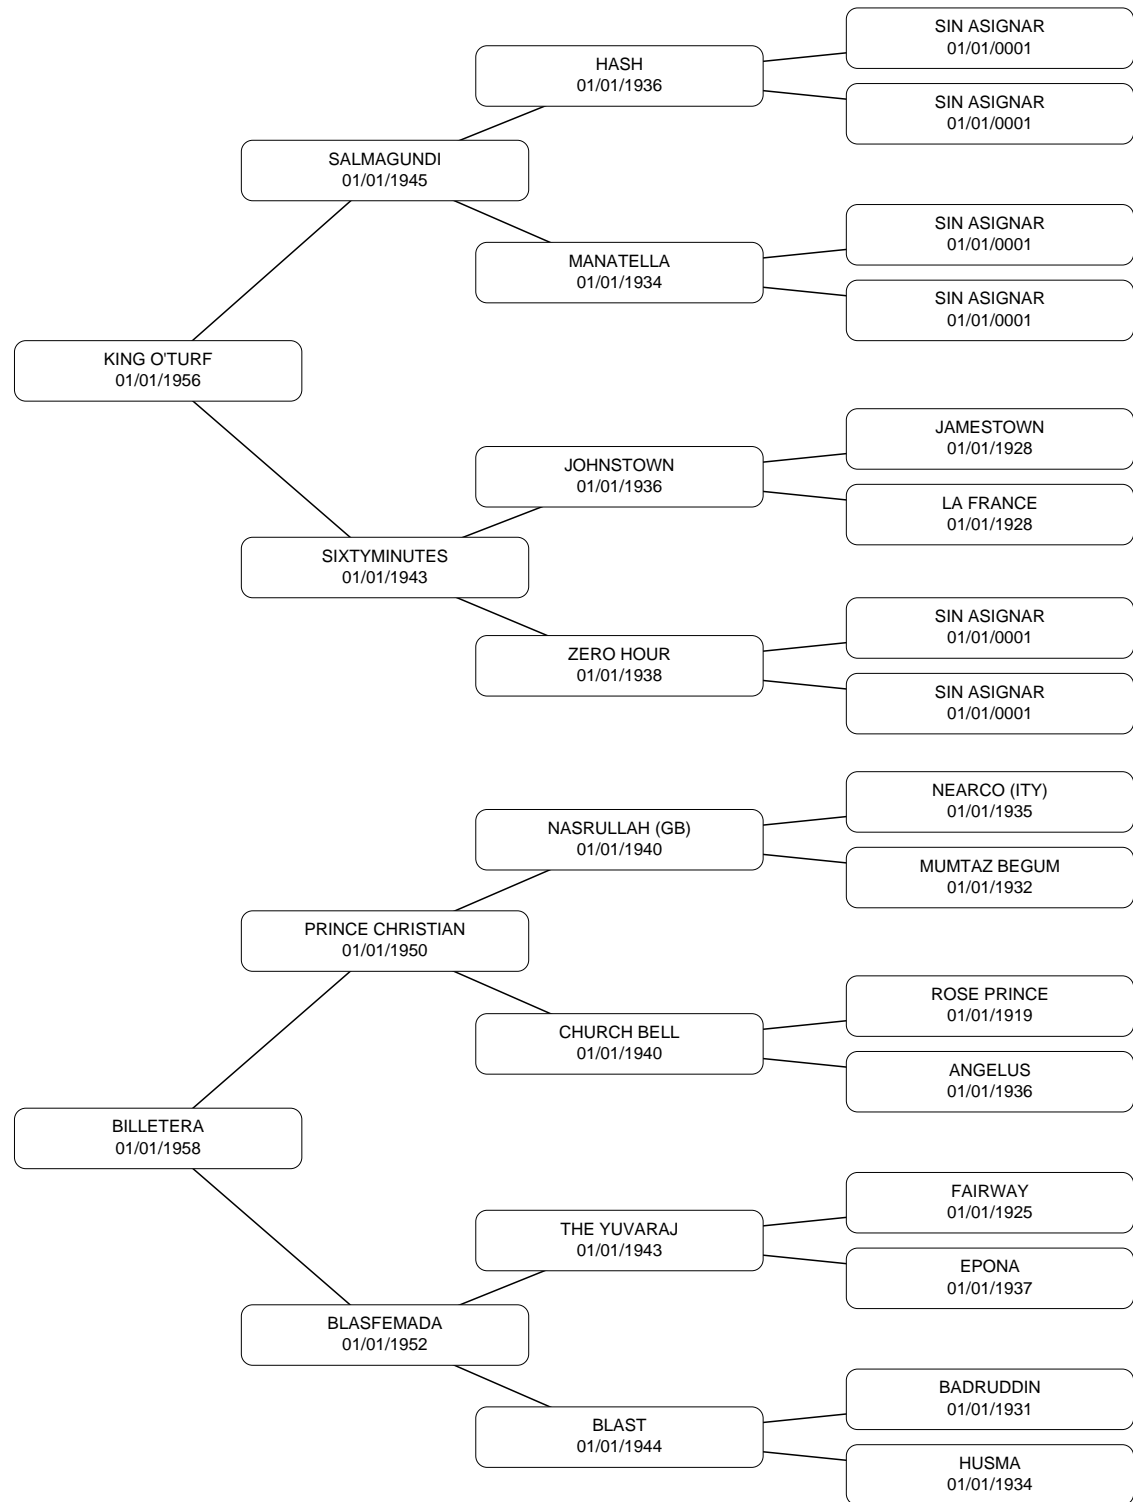 SIN ASIGNAR
01/01/0001
HASH
01/01/1936
SIN ASIGNAR
01/01/0001
SALMAGUNDI
01/01/1945
SIN ASIGNAR
01/01/0001
MANATELLA
01/01/1934
SIN ASIGNAR
01/01/0001
KING O'TURF
01/01/1956
JAMESTOWN
01/01/1928
JOHNSTOWN
01/01/1936
LA FRANCE
01/01/1928
SIXTYMINUTES
01/01/1943
SIN ASIGNAR
01/01/0001
ZERO HOUR
01/01/1938
SIN ASIGNAR
01/01/0001
NEARCO (ITY)
01/01/1935
NASRULLAH (GB)
01/01/1940
MUMTAZ BEGUM
01/01/1932
PRINCE CHRISTIAN
01/01/1950
ROSE PRINCE
01/01/1919
CHURCH BELL
01/01/1940
ANGELUS
01/01/1936
BILLETERA
01/01/1958
FAIRWAY
01/01/1925
THE YUVARAJ
01/01/1943
EPONA
01/01/1937
BLASFEMADA
01/01/1952
BADRUDDIN
01/01/1931
BLAST
01/01/1944
HUSMA
01/01/1934